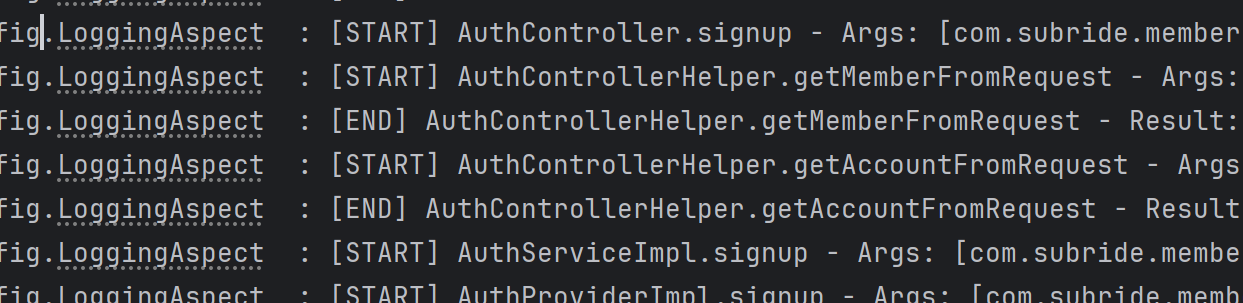 fig.LoggingAspect  : [START] AuthController.signup - Args: [com.subride.member
fig.LoggingAspect  : [START] AuthControllerHelper.getMemberFromRequest - Args:
fig.LoggingAspect  : [END] AuthControllerHelper.getMemberFromRequest - Result:
fig.LoggingAspect  : [START] AuthControllerHelper.getAccountFromRequest - Args
fig.LoggingAspect  : [END] AuthControllerHelper.getAccountFromRequest - Result
fig.LoggingAspect  : [START] AuthServiceImpl.signup - Args: [com.subride.membe
fig.LoggingAspect  : [START] AuthProviderImpl.signup - Args: [com.subride.memb